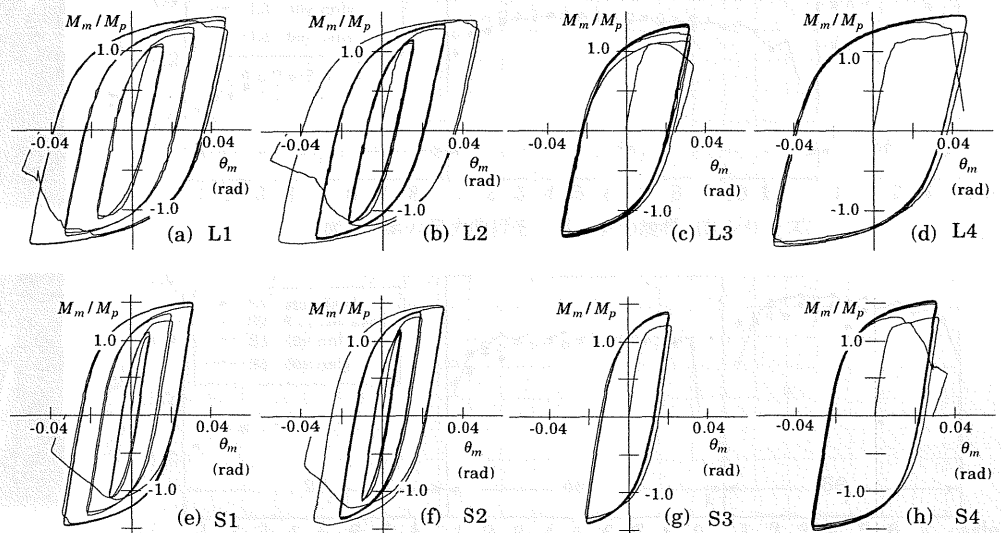 M_m/M_p M_m/M_p M_m/M_p M_m/M_p
1.0 1.0 1.0 1.0
-0.04 0.04 -0.04 0.04 -0.04 0.04 -0.04 0.04
θ_m θ_m θ_m θ_m
(rad) (rad) (rad) (rad)
-1.0 -1.0 -1.0 -1.0
(a) L1 (b) L2 (c) L3 (d) L4
M_m/M_p M_m/M_p M_m/M_p M_m/M_p
1.0 1.0 1.0 1.0
-0.04 0.04 -0.04 0.04 -0.04 0.04 -0.04 0.04
θ_m θ_m θ_m θ_m
(rad) (rad) (rad) (rad)
-1.0 -1.0 -1.0 -1.0
(e) S1 (f) S2 (g) S3 (h) S4